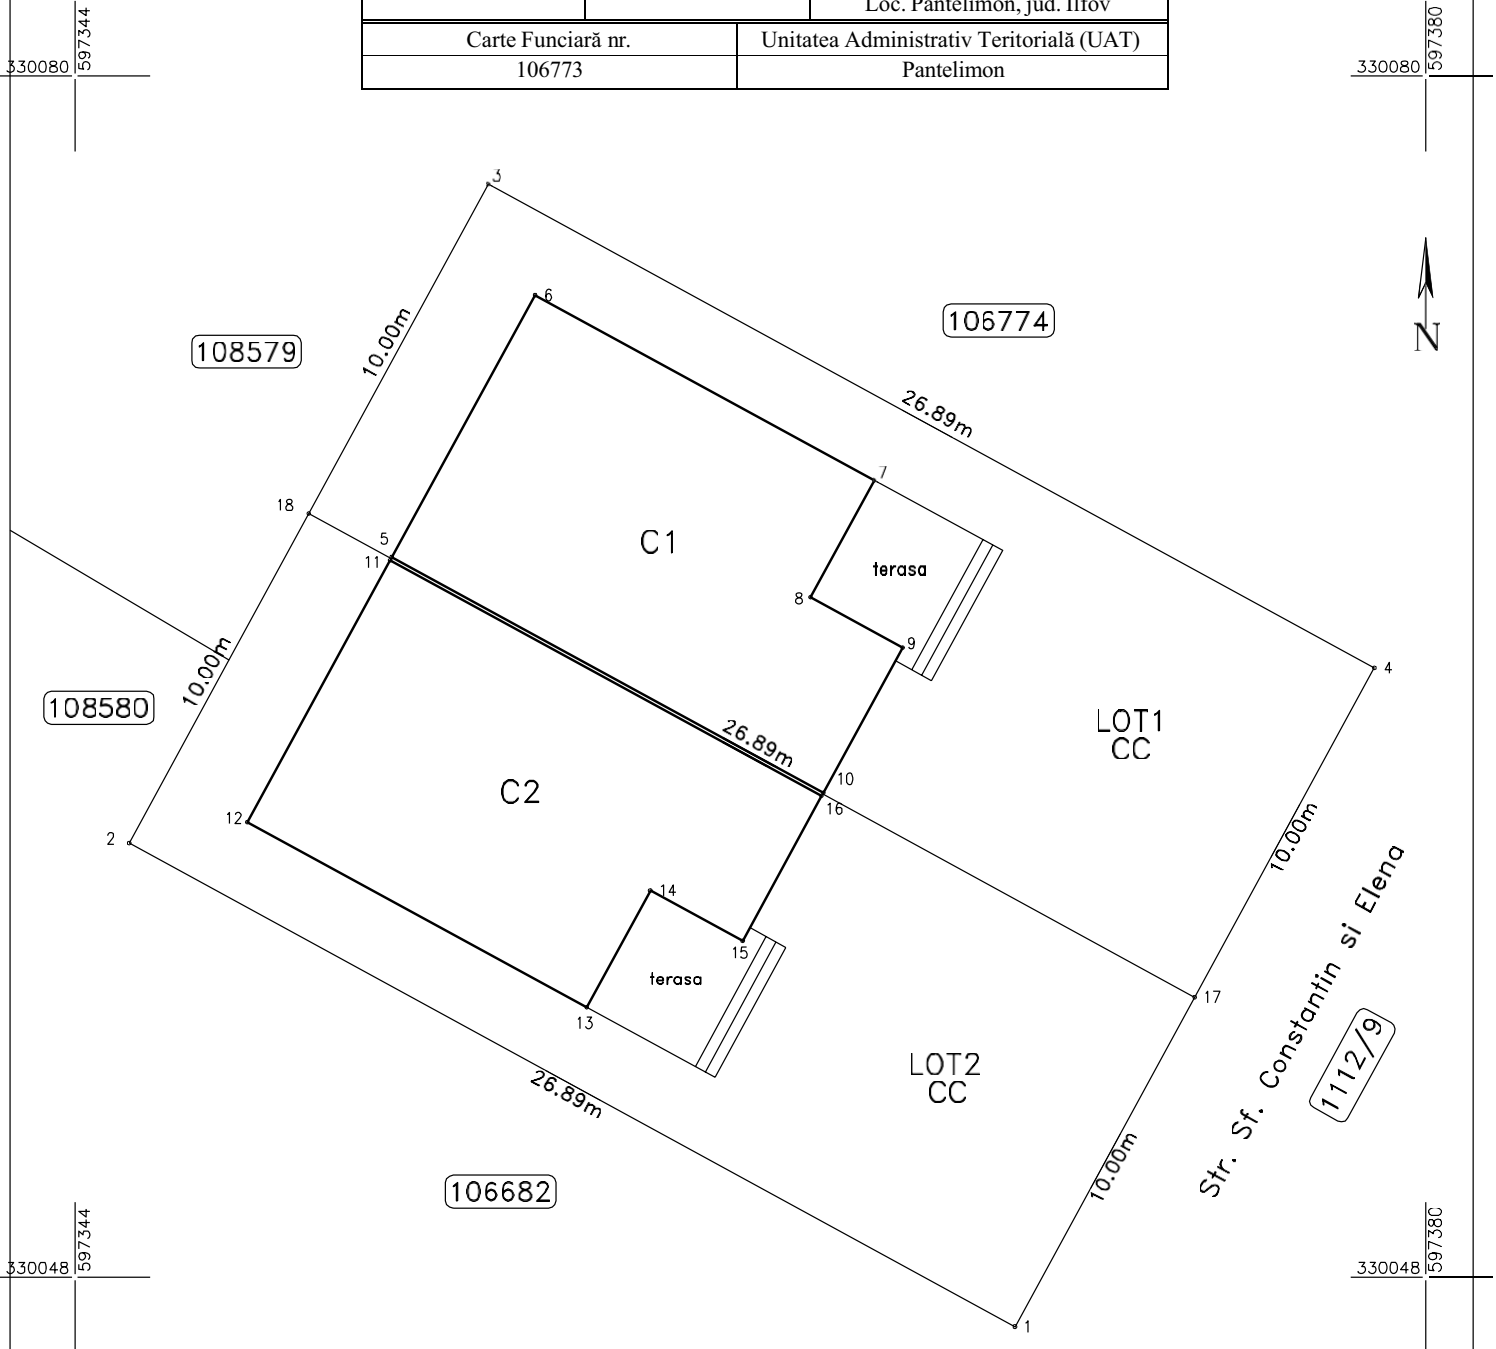 Loc. Pantelimon, jud. Ilfov
Carte Funciară nr.
Unitatea Administrativ Teritorială (UAT)
106773
Pantelimon
330080
597344
330080
597380
3
6
106774
N
108579
10.00m
26.89m
7
18
5
11
C1
terasa
8
9
4
10.00m
108580
26.89m
LOT1
CC
10
16
C2
12
2
10.00m
14
15
terasa
13
17
Str. Sf. Constantin si Elena
1112/9
LOT2
CC
26.89m
10.00m
106682
330048
597344
330048
597380
1